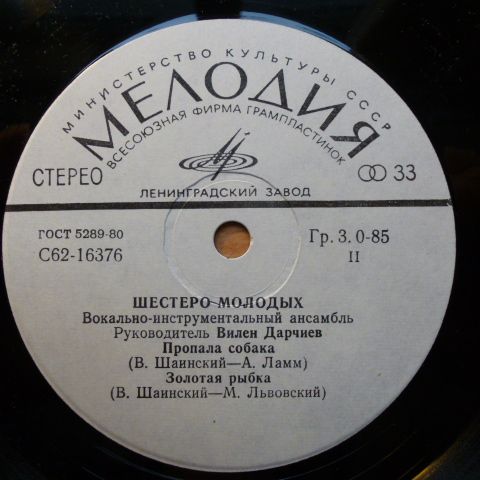 МИНИСТЕРСТВО КУЛЬТУРЫ СССР
МЕЛОДИЯ
ВСЕСОЮЗНАЯ ФИРМА ГРАМПЛАСТИНОК
СТЕРЕО
33
ЛЕНИНГРАДСКИЙ ЗАВОД
ГОСТ 5289-80
Гр. 3. 0-85
С62-16376
II
ШЕСТЕРО МОЛОДЫХ
Вокально-инструментальный ансамбль
Руководитель Вилен Дарчиев
Пропала собака
(В. Шаинский—А. Ламм)
Золотая рыбка
(В. Шаинский—М. Львовский)